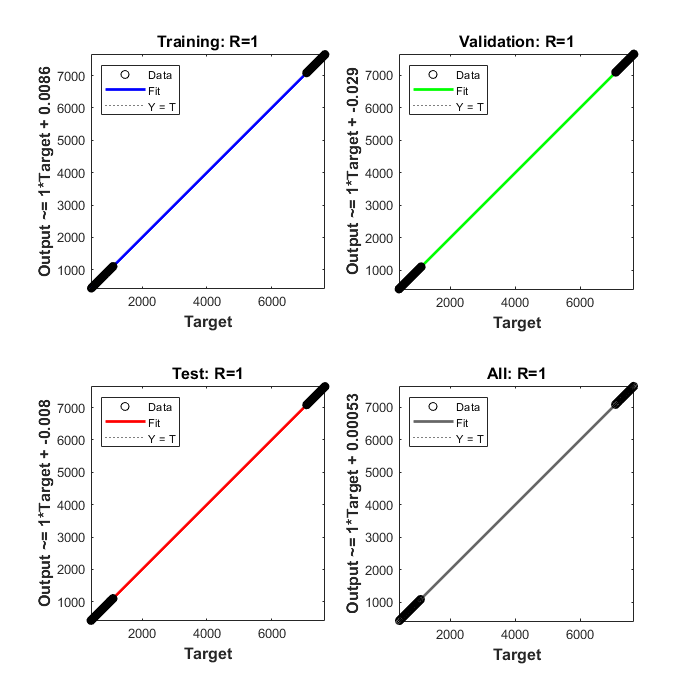 Training: R=1
Output ~= 1*Target + 0.0086
7000
6000
5000
4000
3000
2000
1000
Data
Fit
Y = T
2000 4000 6000
Target
Validation: R=1
Output ~= 1*Target + -0.029
7000
6000
5000
4000
3000
2000
1000
Data
Fit
Y = T
2000 4000 6000
Target
Test: R=1
Output ~= 1*Target + -0.008
7000
6000
5000
4000
3000
2000
1000
Data
Fit
Y = T
2000 4000 6000
Target
All: R=1
Output ~= 1*Target + 0.00053
7000
6000
5000
4000
3000
2000
1000
Data
Fit
Y = T
2000 4000 6000
Target